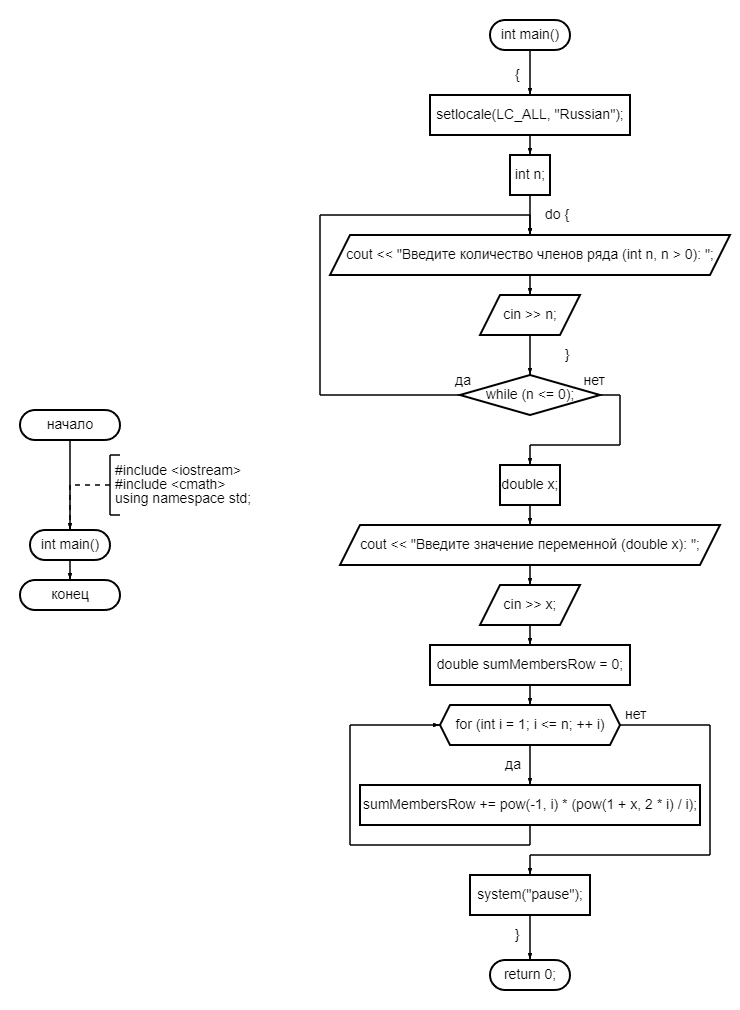 начало
#include <iostream>
#include <cmath>
using namespace std;
int main()
конец
int main()
{
setlocale(LC_ALL, "Russian");
int n;
do {
cout << "Введите количество членов ряда (int n, n > 0): ";
cin >> n;
}
да
нет
while (n <= 0);
double x;
cout << "Введите значение переменной (double x): ";
cin >> x;
double sumMembersRow = 0;
нет
for (int i = 1; i <= n; ++ i)
да
sumMembersRow += pow(-1, i) * (pow(1 + x, 2 * i) / i);
system("pause");
}
return 0;